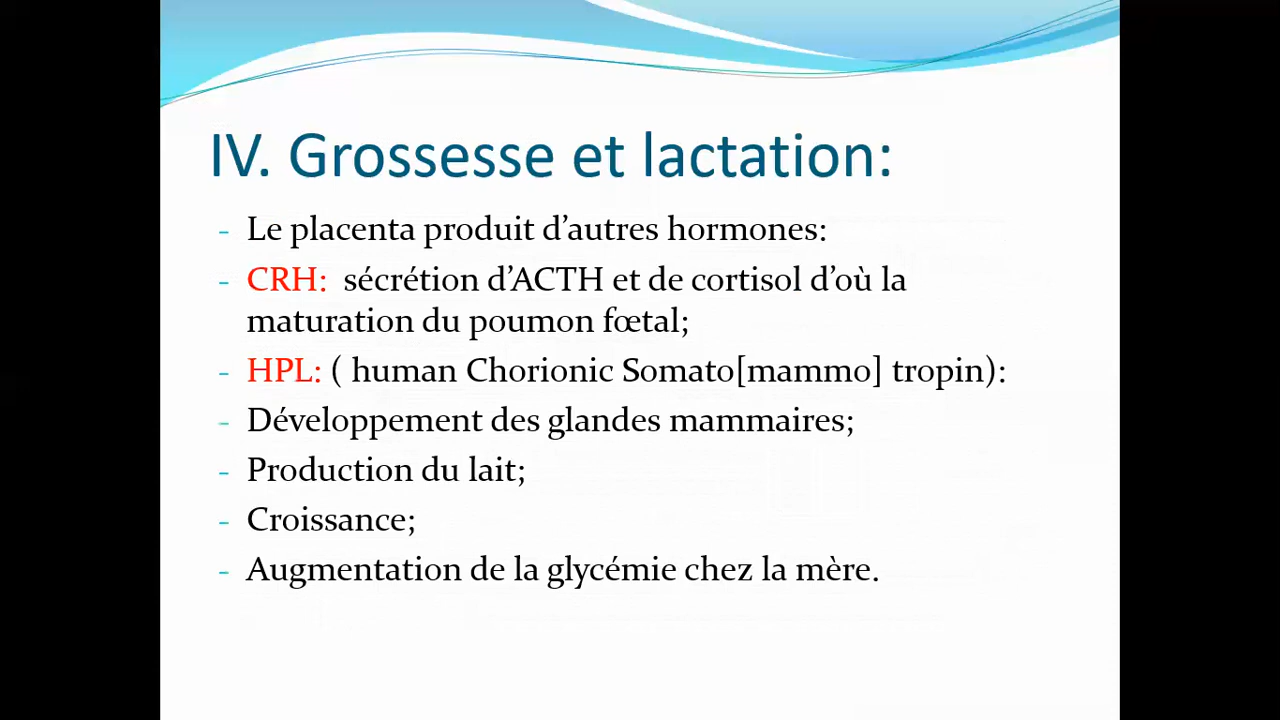 IV. Grossesse et lactation:
- Le placenta produit d’autres hormones:
- CRH: sécrétion d’ACTH et de cortisol d’où la
maturation du poumon fœtal;
- HPL: ( human Chorionic Somato[mammo] tropin):
- Développement des glandes mammaires;
- Production du lait;
- Croissance;
- Augmentation de la glycémie chez la mère.